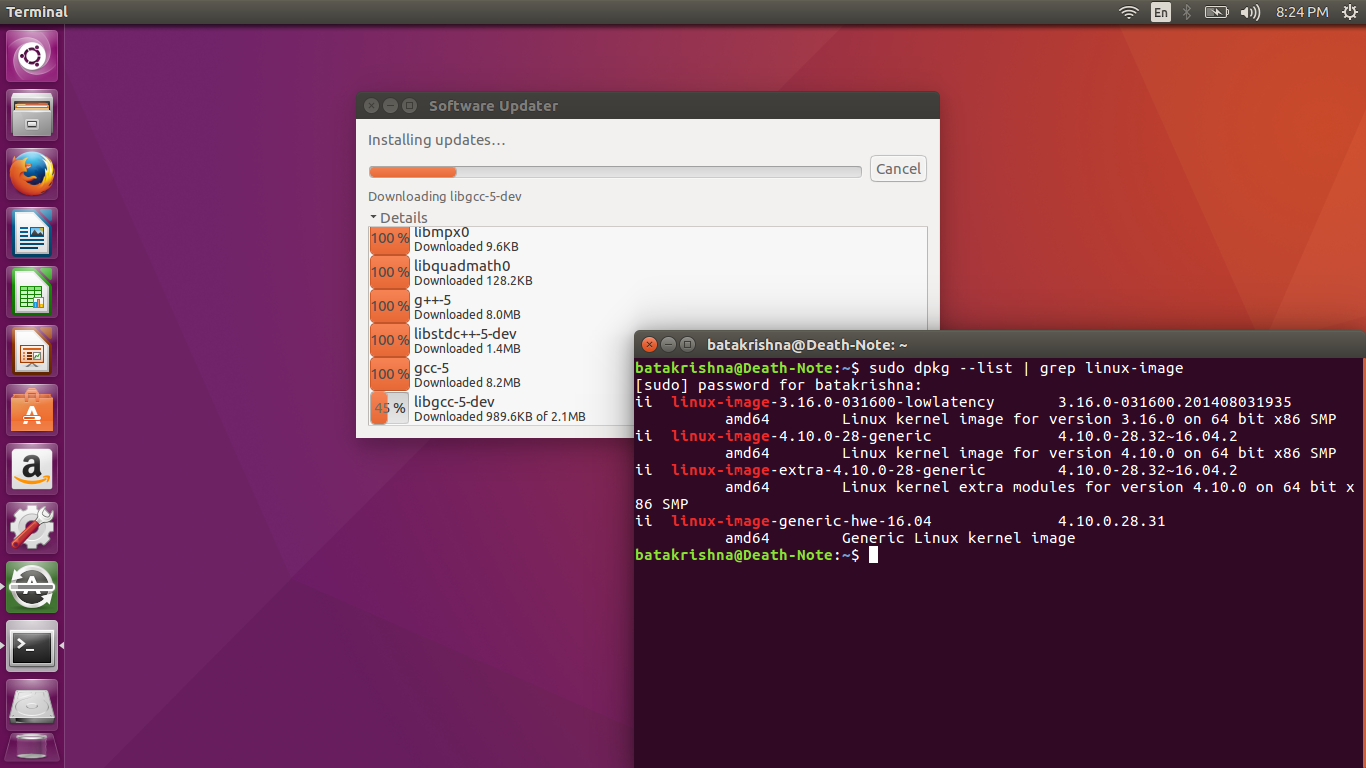 Terminal
En
8:24 PM
Software Updater
Installing updates...
Cancel
Downloading libgcc-5-dev
Details
100 % libmpx0
Downloaded 9.6KB
100 % libquadmath0
Downloaded 128.2KB
100 % g++-5
Downloaded 8.0MB
100 % libstdc++-5-dev
Downloaded 1.4MB
100 % gcc-5
Downloaded 8.2MB
45 % libgcc-5-dev
Downloaded 989.6KB of 2.1MB
batakrishna@Death-Note: ~
batakrishna@Death-Note:~$ sudo dpkg --list | grep linux-image
[sudo] password for batakrishna:
ii  linux-image-3.16.0-031600-lowlatency       3.16.0-031600.201408031935
          amd64        Linux kernel image for version 3.16.0 on 64 bit x86 SMP
ii  linux-image-4.10.0-28-generic              4.10.0-28.32~16.04.2
          amd64        Linux kernel image for version 4.10.0 on 64 bit x86 SMP
ii  linux-image-extra-4.10.0-28-generic        4.10.0-28.32~16.04.2
          amd64        Linux kernel extra modules for version 4.10.0 on 64 bit x
86 SMP
ii  linux-image-generic-hwe-16.04              4.10.0.28.31
          amd64        Generic Linux kernel image
batakrishna@Death-Note:~$